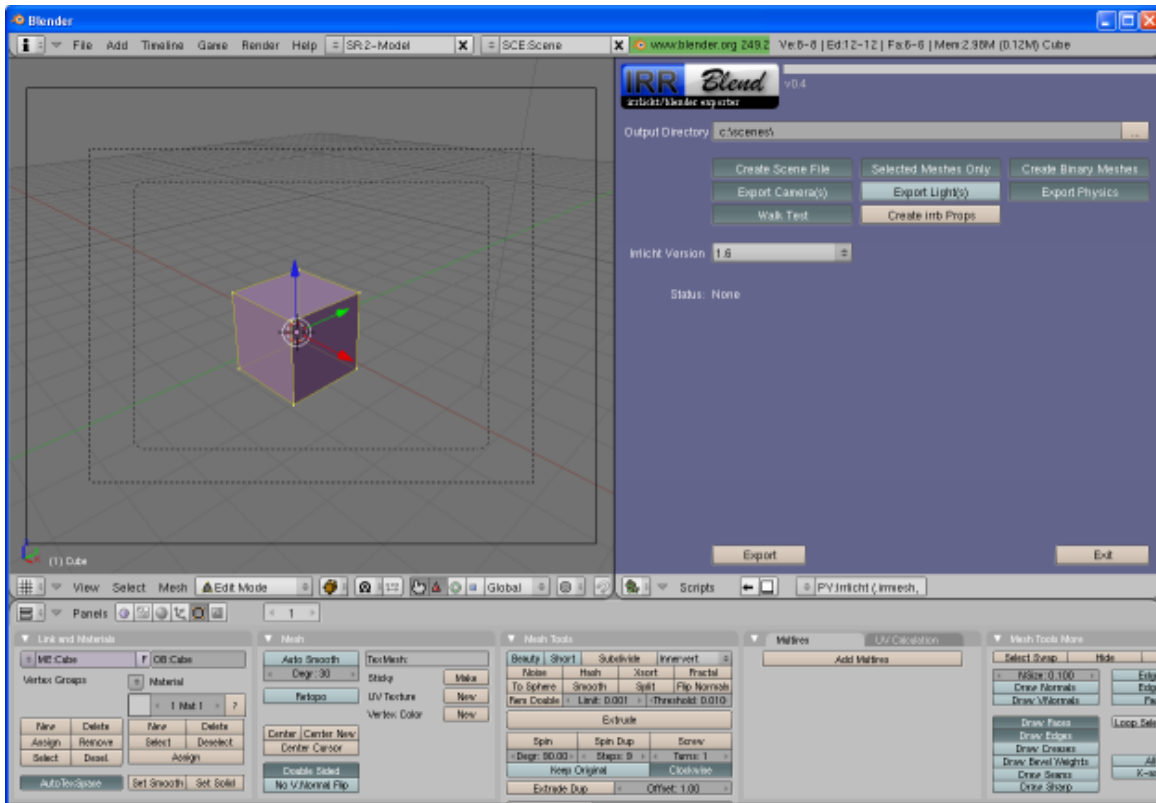 Blender
File Add Timeline Game Render Help SR:2-Model X SCE:Scene X www.blender.org 249.2 Ve:8-8 | Ed:12-12 | Fa:6-6 | Mem:2.98M (0.12M) Cube
IRR Blend v0.4
irrlicht/blender exporter
Output Directory c:\scenes\ ...
Create Scene File Selected Meshes Only Create Binary Meshes
Export Camera(s) Export Light(s) Export Physics
Walk Test Create irrb Props
Irrlicht Version 1.6
Status: None
(1) Cube
Export Exit
View Select Mesh Edit Mode Global Scripts PY:Irrlicht (.irrmesh,
Panels 1
Link and Materials
ME:Cube F OB:Cube
Vertex Groups Material
1 Mat 1 ?
New Delete New Delete
Assign Remove Select Deselect
Select Desel. Assign
AutoTexSpace Set Smooth Set Solid
Mesh
Auto Smooth TexMesh:
Degr: 30 Sticky Make
Retopo UV Texture New
Vertex Color New
Center Center New
Center Cursor
Double Sided
No V.Normal Flip
Mesh Tools
Beauty Short Subdivide Innervert
Noise Hash Xsort Fractal
To Sphere Smooth Split Flip Normals
Rem Double Limit: 0.001 Threshold: 0.010
Extrude
Spin Spin Dup Screw
Degr: 90.00 Steps: 9 Turns: 1
Keep Original Clockwise
Extrude Dup Offset: 1.00
Multires UV Calculation
Add Multires
Mesh Tools More
Select Swap Hide
NSize: 0.100
Draw Normals
Draw VNormals
Draw Faces
Draw Edges
Draw Creases
Draw Bevel Weights
Draw Seams
Draw Sharp